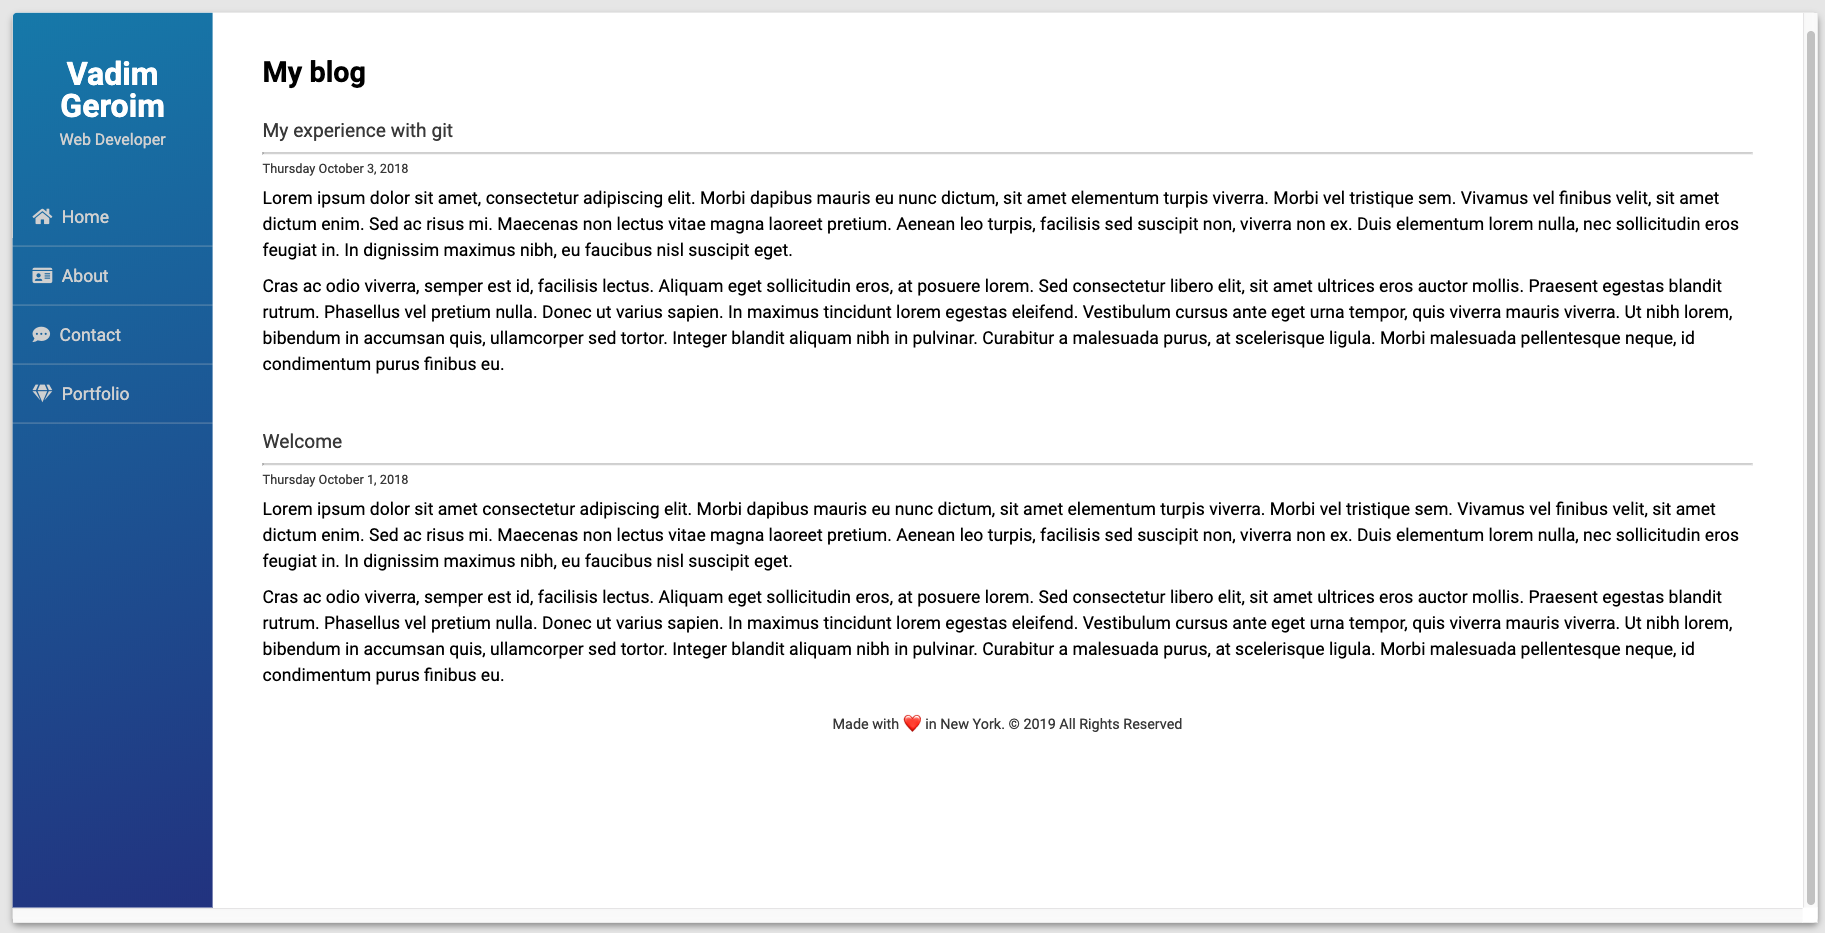 Vadim
Geroim
Web Developer
Home
About
Contact
Portfolio
My blog
My experience with git
Thursday October 3, 2018
Lorem ipsum dolor sit amet, consectetur adipiscing elit. Morbi dapibus mauris eu nunc dictum, sit amet elementum turpis viverra. Morbi vel tristique sem. Vivamus vel finibus velit, sit amet
dictum enim. Sed ac risus mi. Maecenas non lectus vitae magna laoreet pretium. Aenean leo turpis, facilisis sed suscipit non, viverra non ex. Duis elementum lorem nulla, nec sollicitudin eros
feugiat in. In dignissim maximus nibh, eu faucibus nisl suscipit eget.
Cras ac odio viverra, semper est id, facilisis lectus. Aliquam eget sollicitudin eros, at posuere lorem. Sed consectetur libero elit, sit amet ultrices eros auctor mollis. Praesent egestas blandit
rutrum. Phasellus vel pretium nulla. Donec ut varius sapien. In maximus tincidunt lorem egestas eleifend. Vestibulum cursus ante eget urna tempor, quis viverra mauris viverra. Ut nibh lorem,
bibendum in accumsan quis, ullamcorper sed tortor. Integer blandit aliquam nibh in pulvinar. Curabitur a malesuada purus, at scelerisque ligula. Morbi malesuada pellentesque neque, id
condimentum purus finibus eu.
Welcome
Thursday October 1, 2018
Lorem ipsum dolor sit amet consectetur adipiscing elit. Morbi dapibus mauris eu nunc dictum, sit amet elementum turpis viverra. Morbi vel tristique sem. Vivamus vel finibus velit, sit amet
dictum enim. Sed ac risus mi. Maecenas non lectus vitae magna laoreet pretium. Aenean leo turpis, facilisis sed suscipit non, viverra non ex. Duis elementum lorem nulla, nec sollicitudin eros
feugiat in. In dignissim maximus nibh, eu faucibus nisl suscipit eget.
Cras ac odio viverra, semper est id, facilisis lectus. Aliquam eget sollicitudin eros, at posuere lorem. Sed consectetur libero elit, sit amet ultrices eros auctor mollis. Praesent egestas blandit
rutrum. Phasellus vel pretium nulla. Donec ut varius sapien. In maximus tincidunt lorem egestas eleifend. Vestibulum cursus ante eget urna tempor, quis viverra mauris viverra. Ut nibh lorem,
bibendum in accumsan quis, ullamcorper sed tortor. Integer blandit aliquam nibh in pulvinar. Curabitur a malesuada purus, at scelerisque ligula. Morbi malesuada pellentesque neque, id
condimentum purus finibus eu.
Made with ❤️ in New York. © 2019 All Rights Reserved